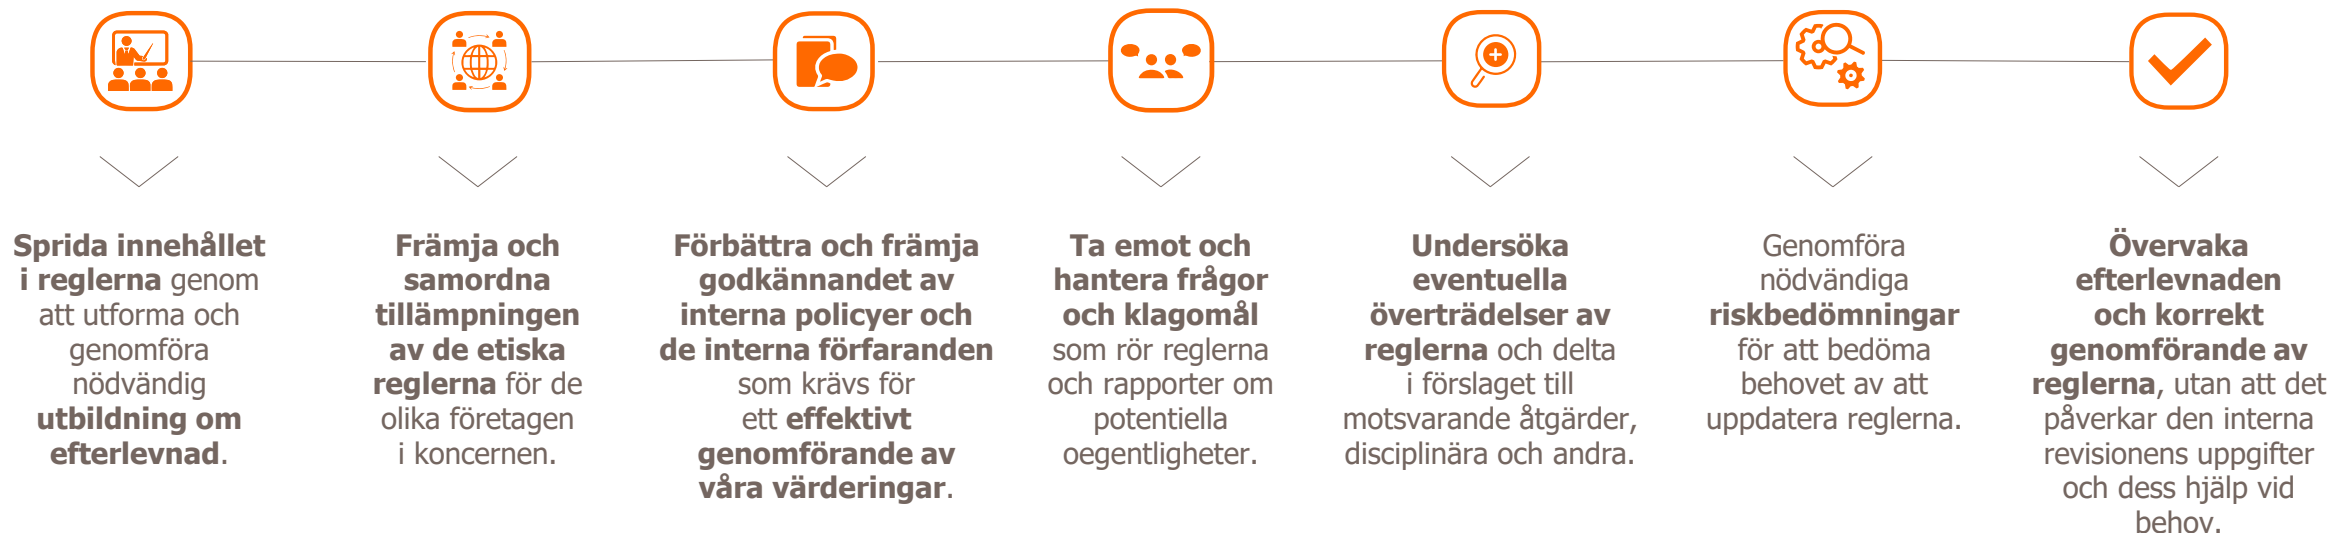 Sprida innehållet
i reglerna genom
att utforma och
genomföra
nödvändig
utbildning om
efterlevnad.
Främja och
samordna
tillämpningen
av de etiska
reglerna för de
olika företagen
i koncernen.
Förbättra och främja
godkännandet av
interna policyer och
de interna förfaranden
som krävs för
ett effektivt
genomförande av
våra värderingar.
Ta emot och
hantera frågor
och klagomål
som rör reglerna
och rapporter om
potentiella
oegentligheter.
Undersöka
eventuella
överträdelser av
reglerna och delta
i förslaget till
motsvarande åtgärder,
disciplinära och andra.
Genomföra
nödvändiga
riskbedömningar
för att bedöma
behovet av att
uppdatera reglerna.
Övervaka
efterlevnaden
och korrekt
genomförande av
reglerna, utan att det
påverkar den interna
revisionens uppgifter
och dess hjälp vid
behov.